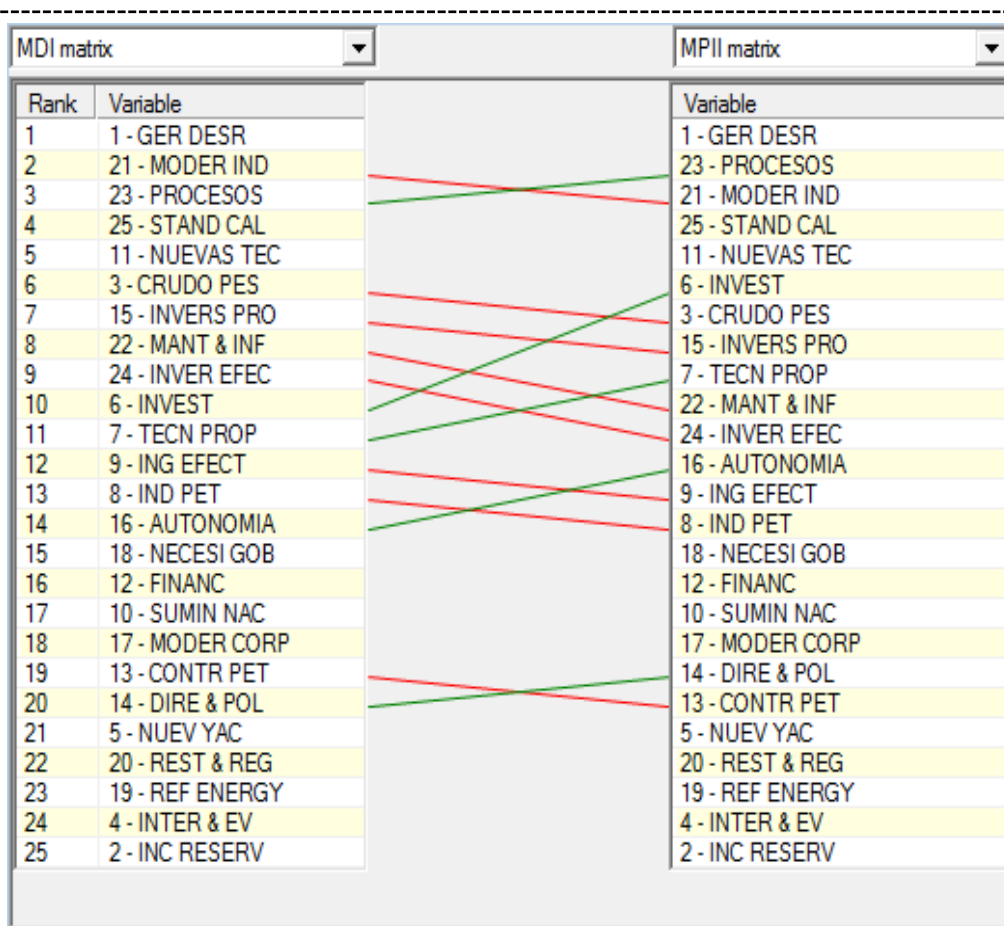 MDI matrix MPII matrix
Rank Variable Variable
1 1 - GER DESR 1 - GER DESR
2 21 - MODER IND 23 - PROCESOS
3 23 - PROCESOS 21 - MODER IND
4 25 - STAND CAL 25 - STAND CAL
5 11 - NUEVAS TEC 11 - NUEVAS TEC
6 3 - CRUDO PES 6 - INVEST
7 15 - INVERS PRO 3 - CRUDO PES
8 22 - MANT & INF 15 - INVERS PRO
9 24 - INVER EFEC 7 - TECN PROP
10 6 - INVEST 22 - MANT & INF
11 7 - TECN PROP 24 - INVER EFEC
12 9 - ING EFECT 16 - AUTONOMIA
13 8 - IND PET 9 - ING EFECT
14 16 - AUTONOMIA 8 - IND PET
15 18 - NECESI GOB 18 - NECESI GOB
16 12 - FINANC 12 - FINANC
17 10 - SUMIN NAC 10 - SUMIN NAC
18 17 - MODER CORP 17 - MODER CORP
19 13 - CONTR PET 14 - DIRE & POL
20 14 - DIRE & POL 13 - CONTR PET
21 5 - NUEV YAC 5 - NUEV YAC
22 20 - REST & REG 20 - REST & REG
23 19 - REF ENERGY 19 - REF ENERGY
24 4 - INTER & EV 4 - INTER & EV
25 2 - INC RESERV 2 - INC RESERV